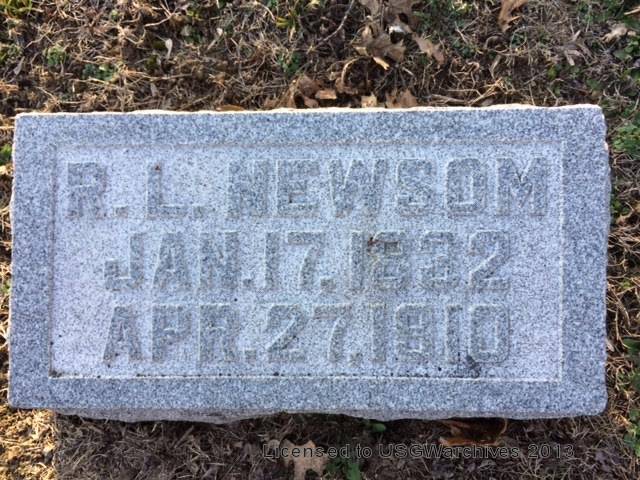 R. L. NEWSOM
JAN. 17. 1832
APR. 27. 1910
Licensed to USGWarchives 2013